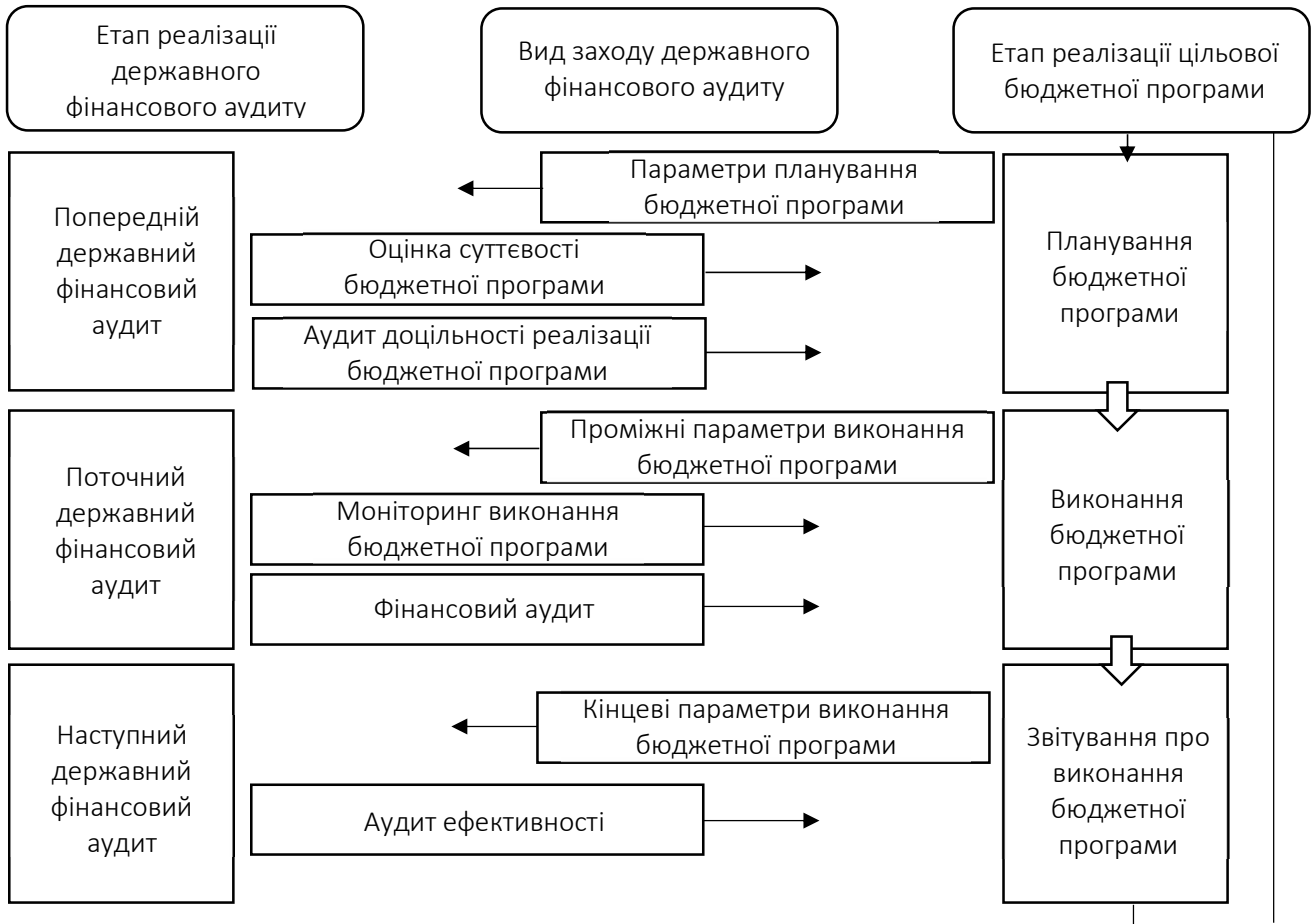 Етап реалізації
державного
фінансового аудиту
Вид заходу державного
фінансового аудиту
Етап реалізації цільової
бюджетної програми
Попередній
державний
фінансовий
аудит
Параметри планування
бюджетної програми
Оцінка суттєвості
бюджетної програми
Аудит доцільності реалізації
бюджетної програми
Планування
бюджетної
програми
Поточний
державний
фінансовий
аудит
Проміжні параметри виконання
бюджетної програми
Моніторинг виконання
бюджетної програми
Фінансовий аудит
Виконання
бюджетної
програми
Наступний
державний
фінансовий
аудит
Кінцеві параметри виконання
бюджетної програми
Аудит ефективності
Звітування про
виконання
бюджетної
програми